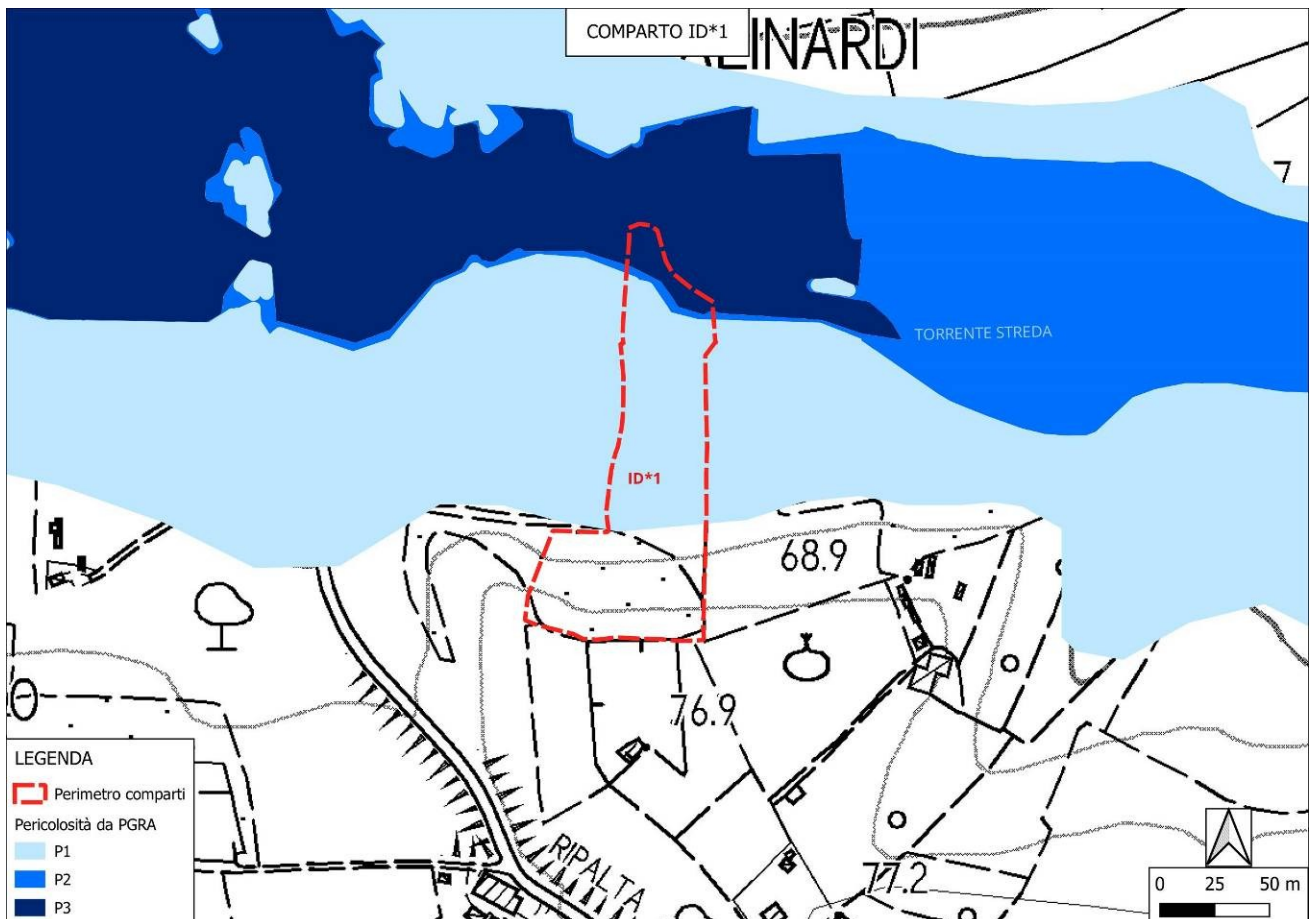 COMPARTO ID*1
LINARDI
7
TORRENTE STREDA
ID*1
68.9
76.9
RIPALTA
77.2
LEGENDA
Perimetro comparti
Pericolosità da PGRA
P1
P2
P3
0 25 50 m